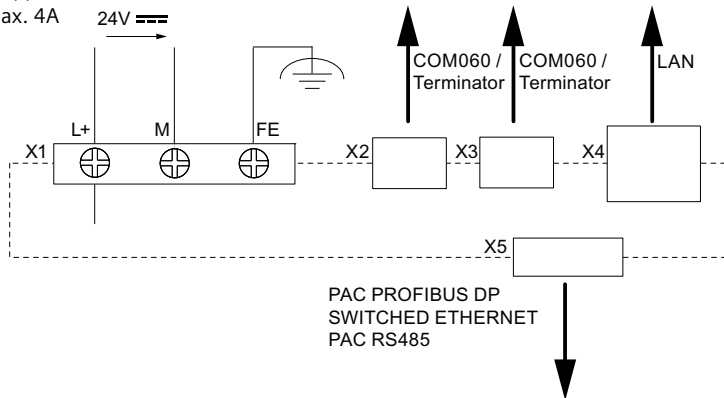 ax. 4A
24V
COM060 /
Terminator
COM060 /
Terminator
LAN
L+
M
FE
X1
X2
X3
X4
X5
PAC PROFIBUS DP
SWITCHED ETHERNET
PAC RS485